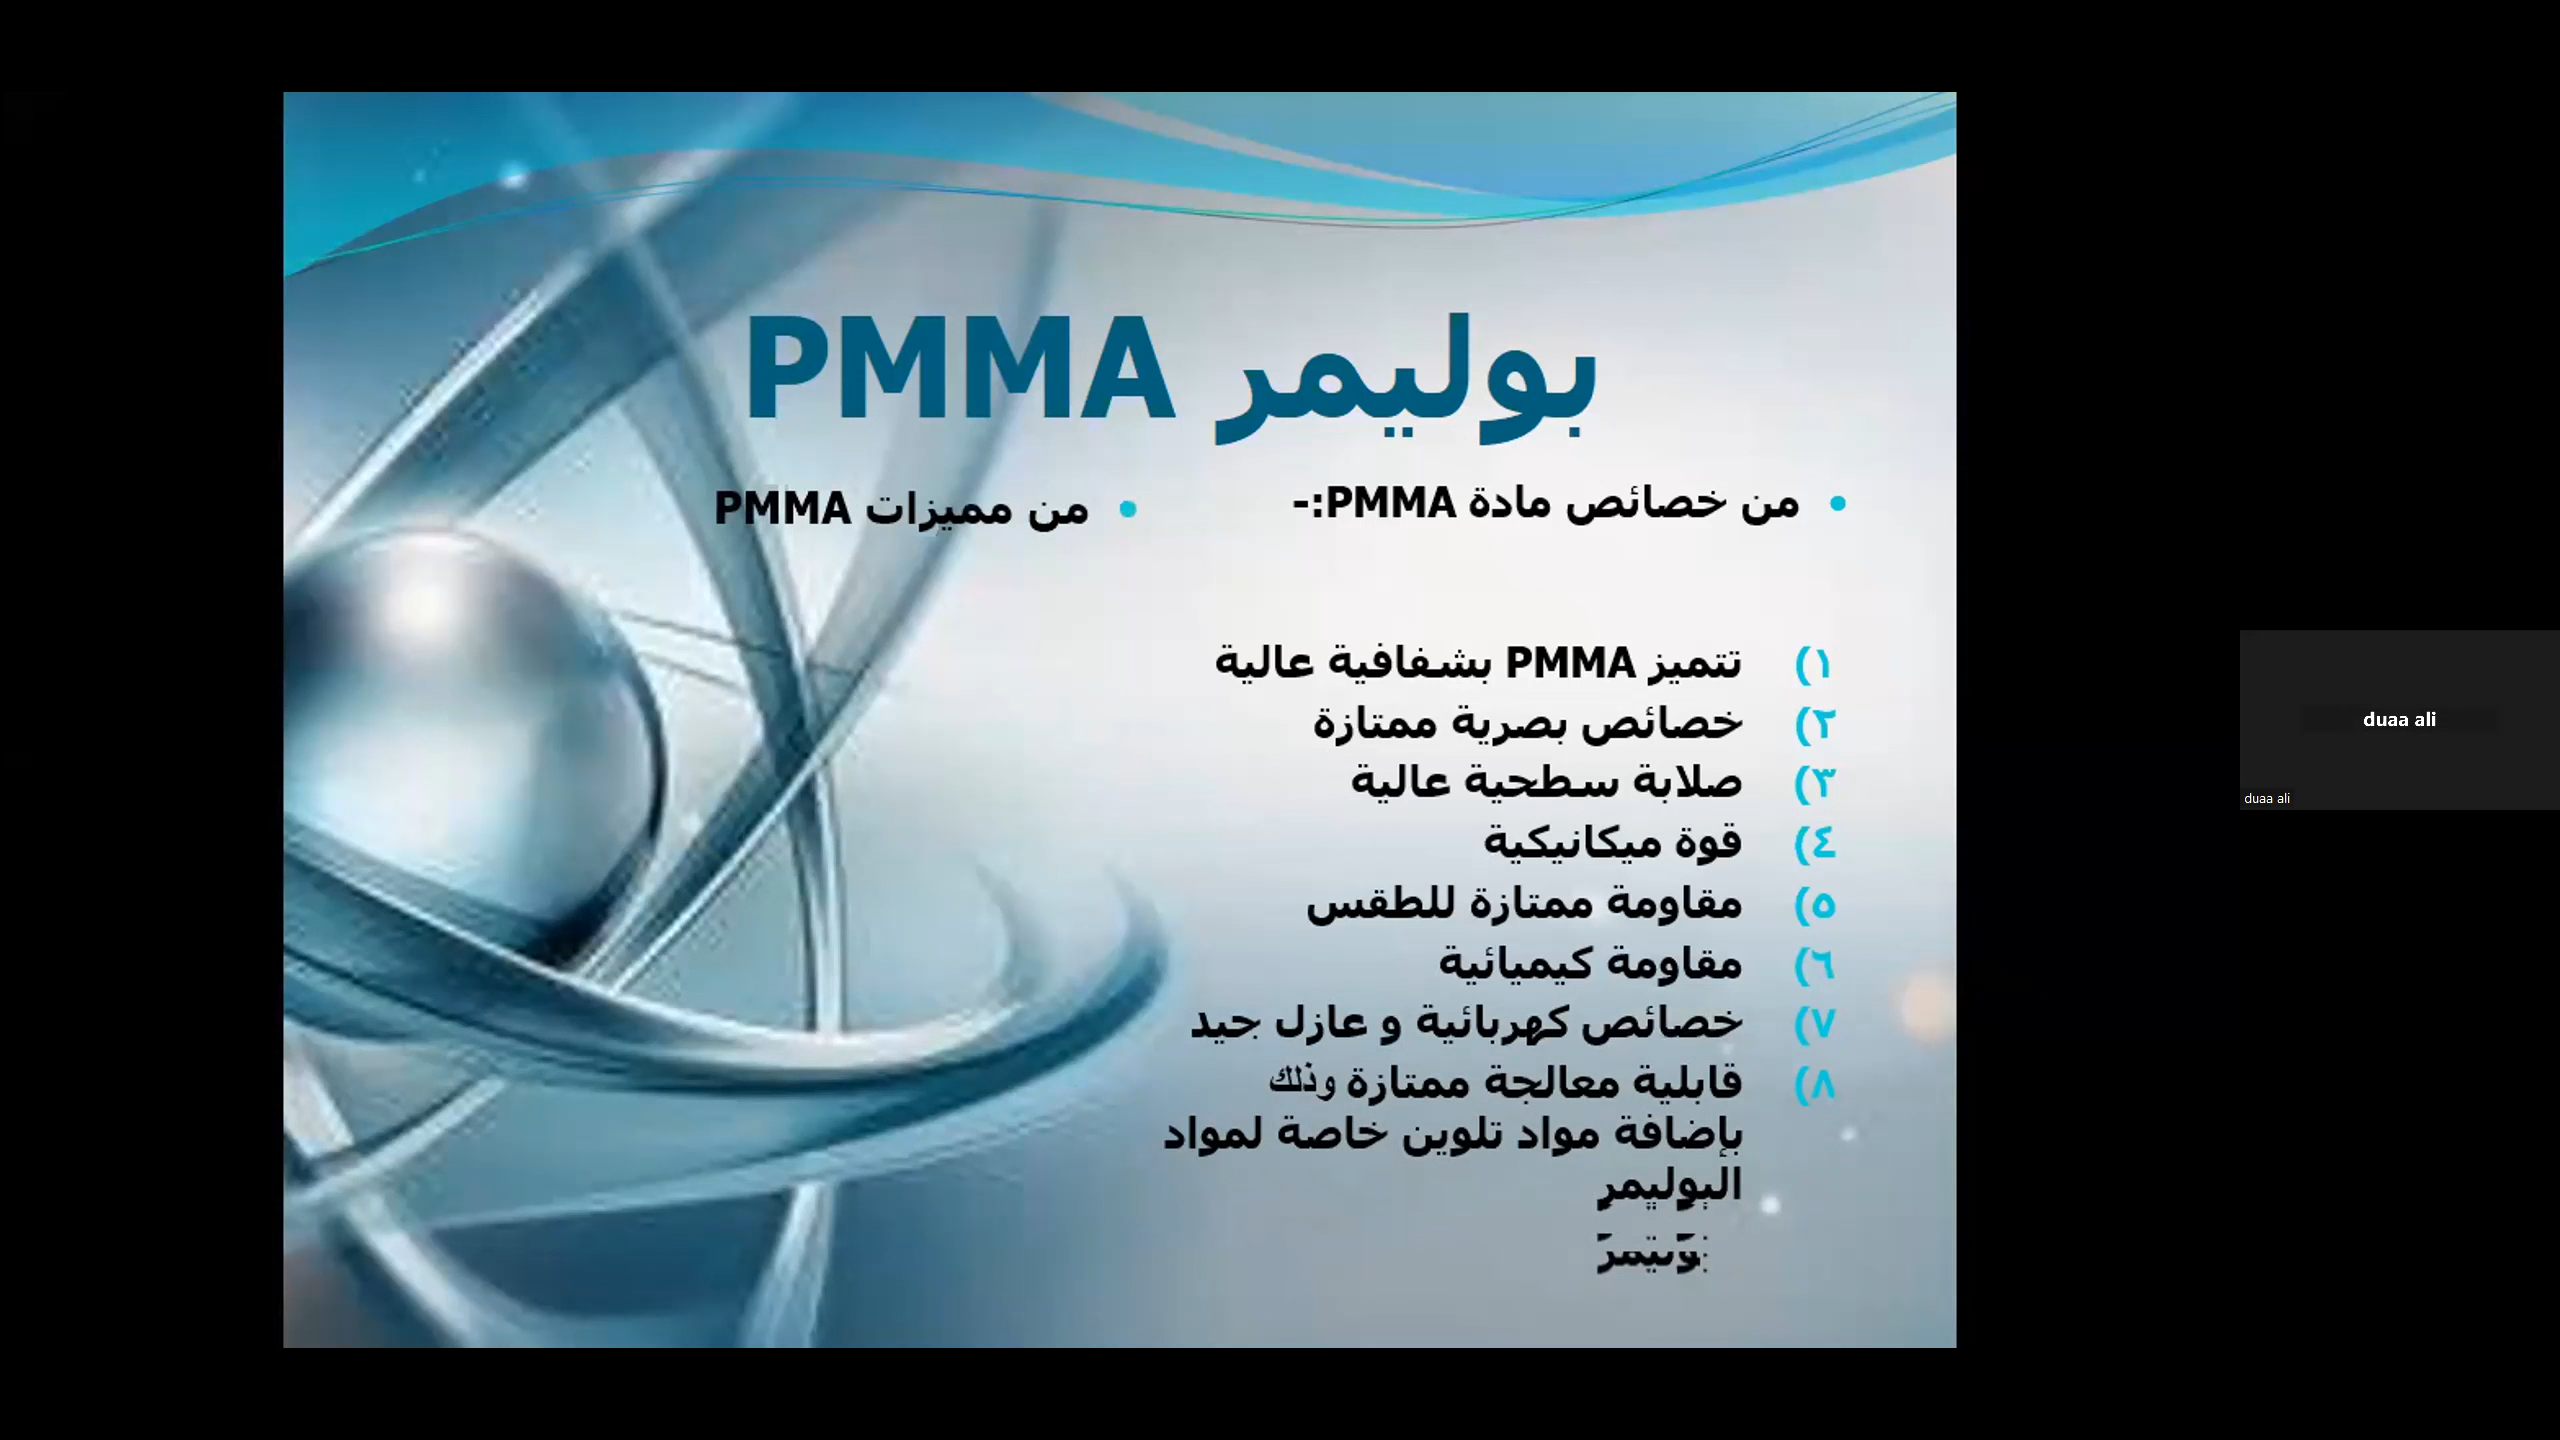 بوليمر PMMA
من خصائص مادة PMMA:-
١) تتميز PMMA بشفافية عالية
٢) خصائص بصرية ممتازة
٣) صلابة سطحية عالية
٤) قوة ميكانيكية
٥) مقاومة ممتازة للطقس
٦) مقاومة كيميائية
٧) خصائص كهربائية و عازل جيد
٨) قابلية معالجة ممتازة وذلك
بإضافة مواد تلوين خاصة لمواد
البوليمر
من مميزات PMMA
duaa ali
duaa ali